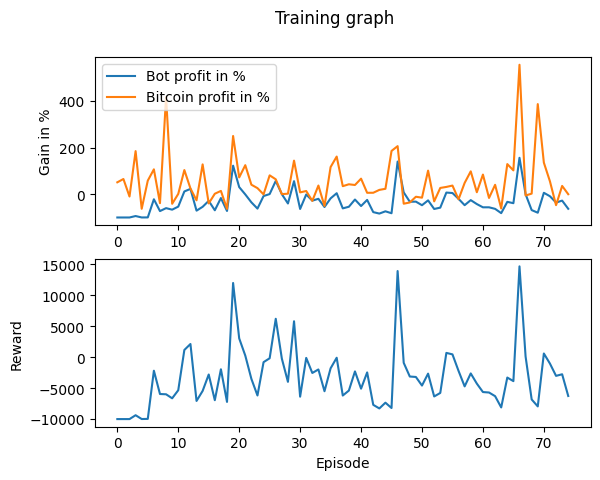 Training graph
Gain in %
400
200
0
Bot profit in %
Bitcoin profit in %
0 10 20 30 40 50 60 70
Reward
15000
10000
5000
0
−5000
−10000
0 10 20 30 40 50 60 70
Episode